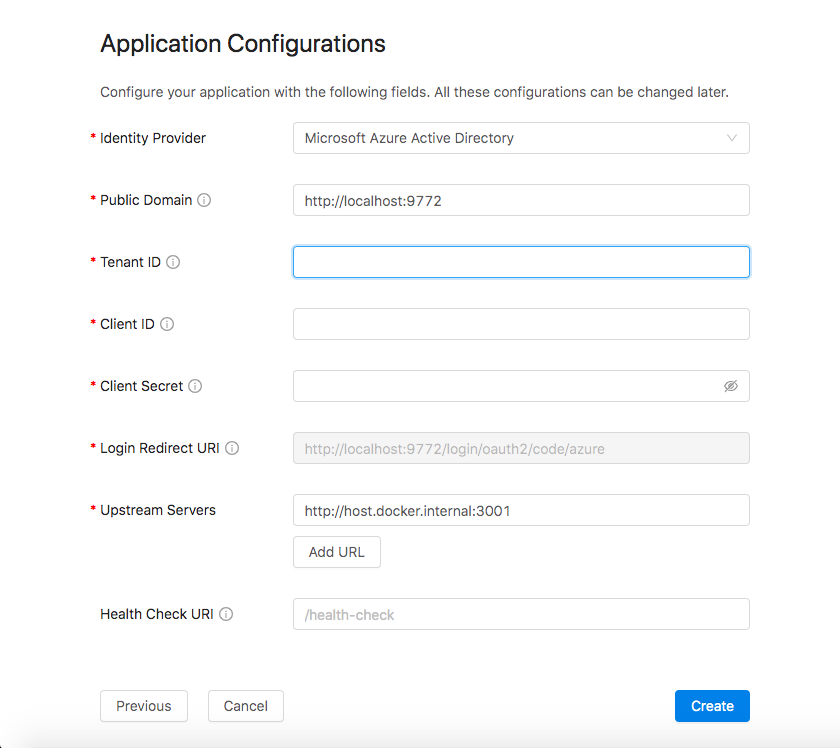 Application Configurations
Configure your application with the following fields. All these configurations can be changed later.
* Identity Provider
Microsoft Azure Active Directory
* Public Domain
http://localhost:9772
* Tenant ID
* Client ID
* Client Secret
* Login Redirect URI
http://localhost:9772/login/oauth2/code/azure
* Upstream Servers
http://host.docker.internal:3001
Add URL
Health Check URI
/health-check
Previous
Cancel
Create